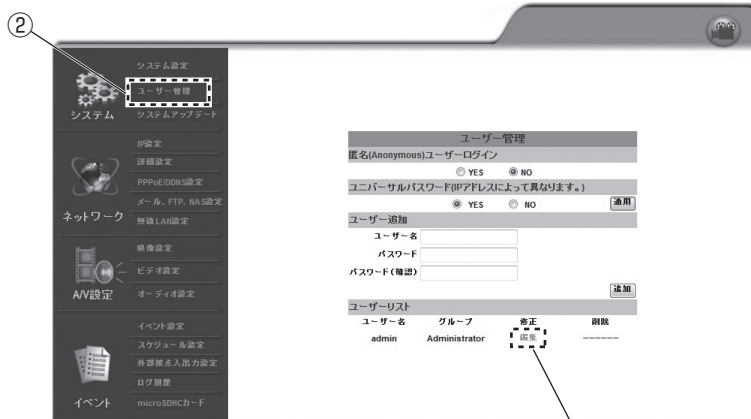 ②
システム設定
ユーザー管理
システム
システムアップデート
IP設定
詳細設定
PPPoE/DDNS設定
メール、FTP、NAS設定
ネットワーク
無線LAN設定
映像設定
ビデオ設定
A/V設定
オーディオ設定
イベント設定
スケジュール設定
外部接点入出力設定
ログ履歴
イベント
microSDHCカード
ユーザー管理
匿名(Anonymous)ユーザーログイン
YES NO
ユニバーサルパスワード(IPアドレスによって異なります。)
YES NO 適用
ユーザー追加
ユーザー名
パスワード
パスワード(確認)
追加
ユーザーリスト
ユーザー名 グループ 修正 削除
admin Administrator 編集 ------